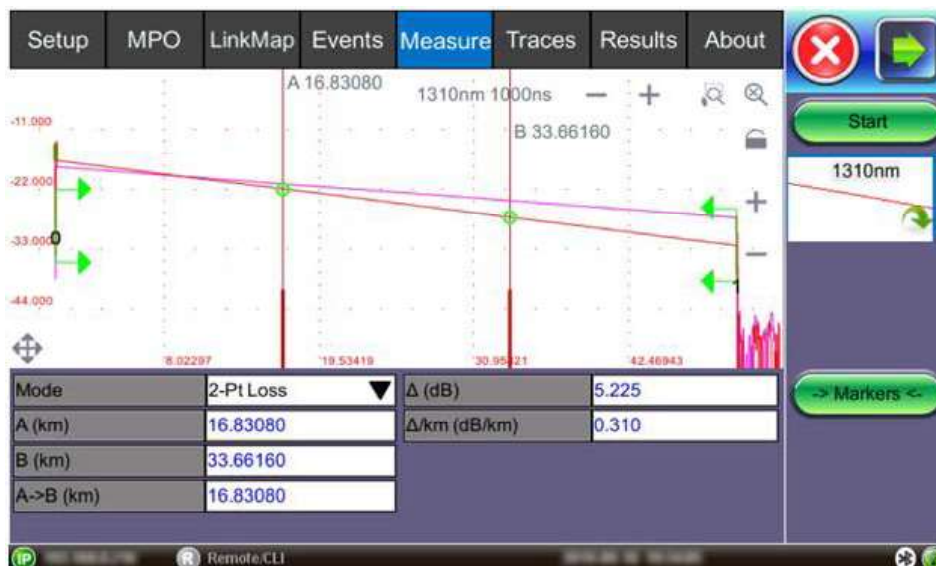 Setup MPO LinkMap Events Measure Traces Results About
A 16.83080
1310nm 1000ns
B 33.66160
-11.000
-22.000
-33.000
-44.000
0
8.02297 19.53419 30.95421 42.46943
Start
1310nm
-> Markers <-
Mode 2-Pt Loss Δ (dB) 5.225
A (km) 16.83080 Δ/km (dB/km) 0.310
B (km) 33.66160
A->B (km) 16.83080
IP R Remote/CLI